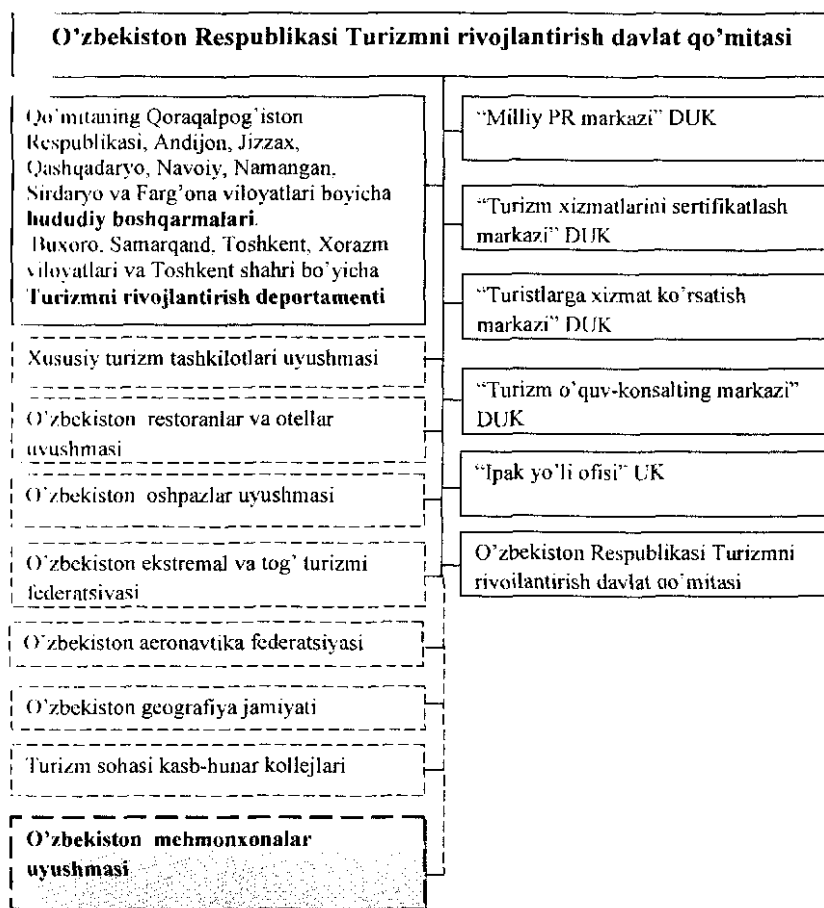 O'zbekiston Respublikasi Turizmni rivojlantirish davlat qo'mitasi
Qo'mitaning Qoraqalpog'iston
Respublikasi, Andijon, Jizzax,
Qashqadaryo, Navoiy, Namangan,
Sirdaryo va Farg'ona viloyatlari boyicha
hududiy boshqarmalari.
Buxoro, Samarqand, Toshkent, Xorazm
viloyatlari va Toshkent shahri bo'yicha
Turizmni rivojlantirish deportamenti
Xususiy turizm tashkilotlari uyushmasi
O'zbekiston restoranlar va otellar
uyushmasi
O'zbekiston oshpazlar uyushmasi
O'zbekiston ekstremal va tog' turizmi
federatsiyasi
O'zbekiston aeronavtika federatsiyasi
O'zbekiston geografiya jamiyati
Turizm sohasi kasb-hunar kollejlari
O'zbekiston mehmonxonalar
uyushmasi
"Milliy PR markazi" DUK
"Turizm xizmatlarini sertifikatlash
markazi" DUK
"Turistlarga xizmat ko'rsatish
markazi" DUK
"Turizm o'quv-konsalting markazi"
DUK
"Ipak yo'li ofisi" UK
O'zbekiston Respublikasi Turizmni
rivojlantirish davlat qo'mitasi